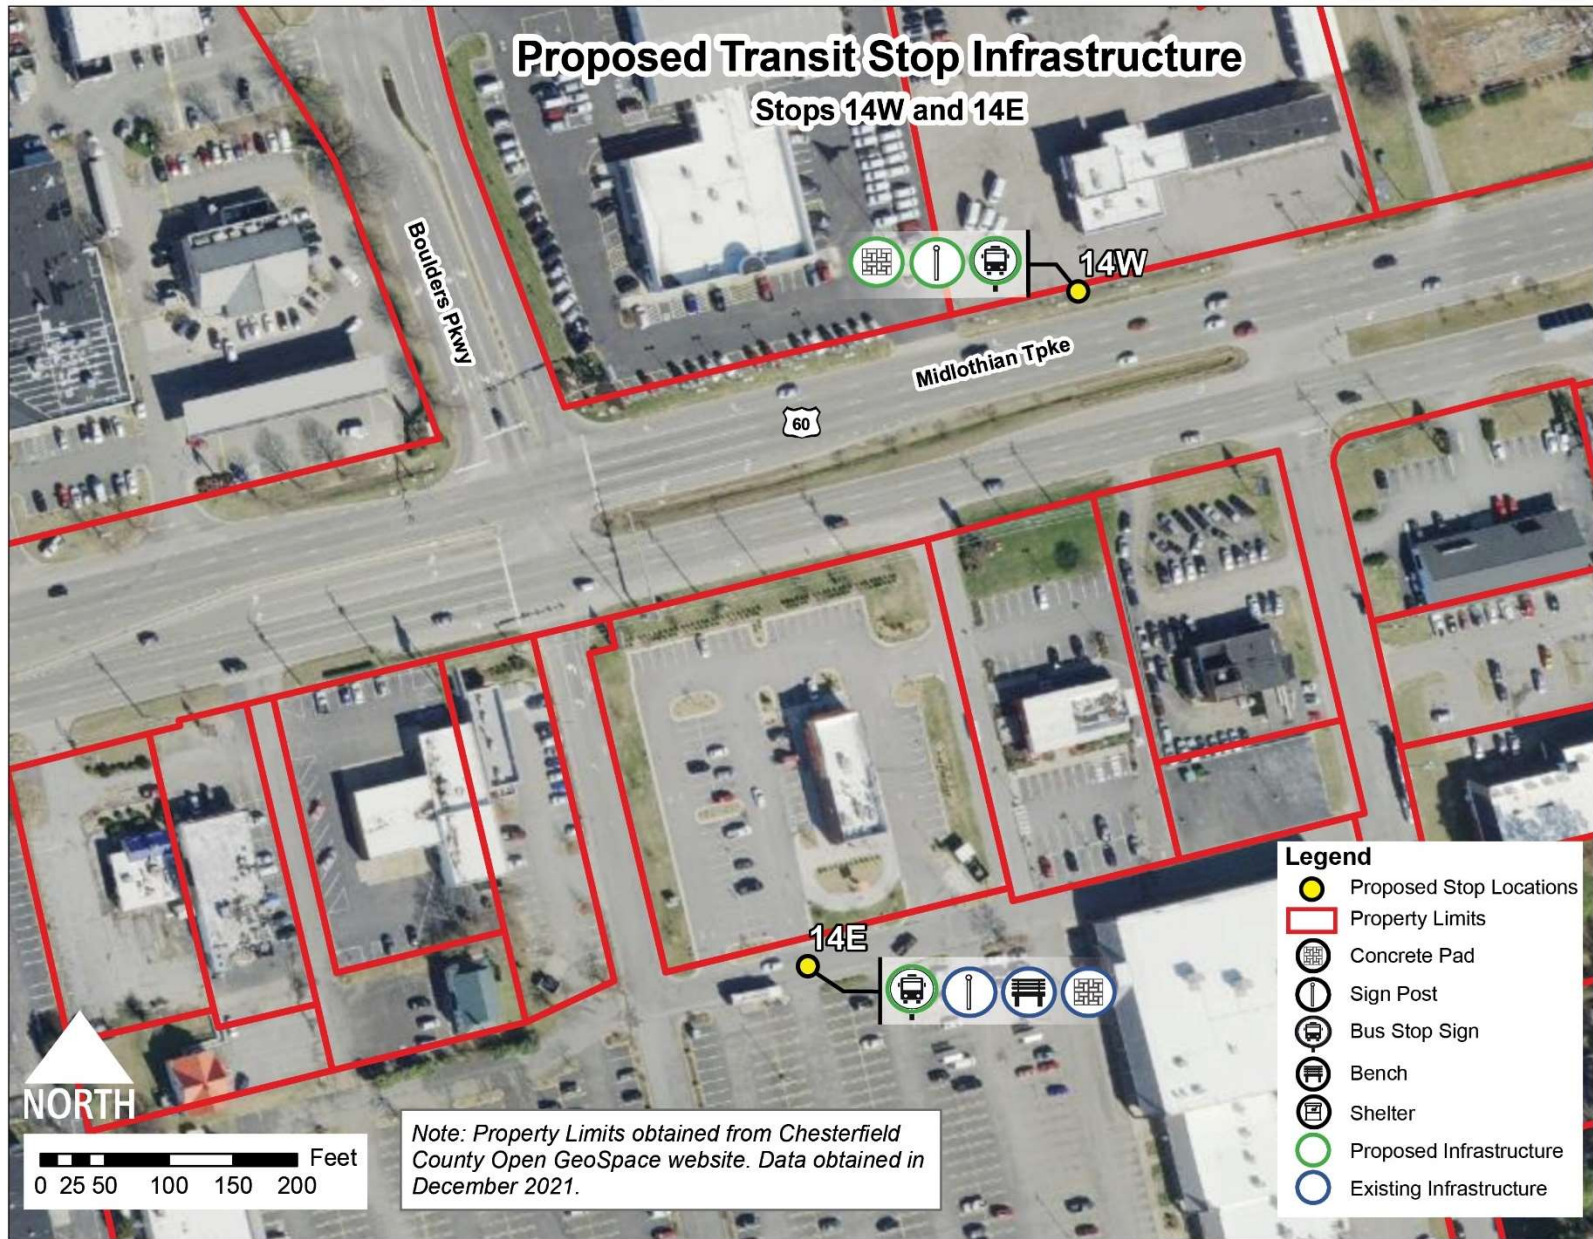 Proposed Transit Stop Infrastructure
Stops 14W and 14E
Boulders Pkwy
14W
Midlothian Tpke
60
14E
Legend
Proposed Stop Locations
Property Limits
Concrete Pad
Sign Post
Bus Stop Sign
Bench
Shelter
Proposed Infrastructure
Existing Infrastructure
NORTH
Feet
0 25 50 100 150 200
Note: Property Limits obtained from Chesterfield
County Open GeoSpace website. Data obtained in
December 2021.